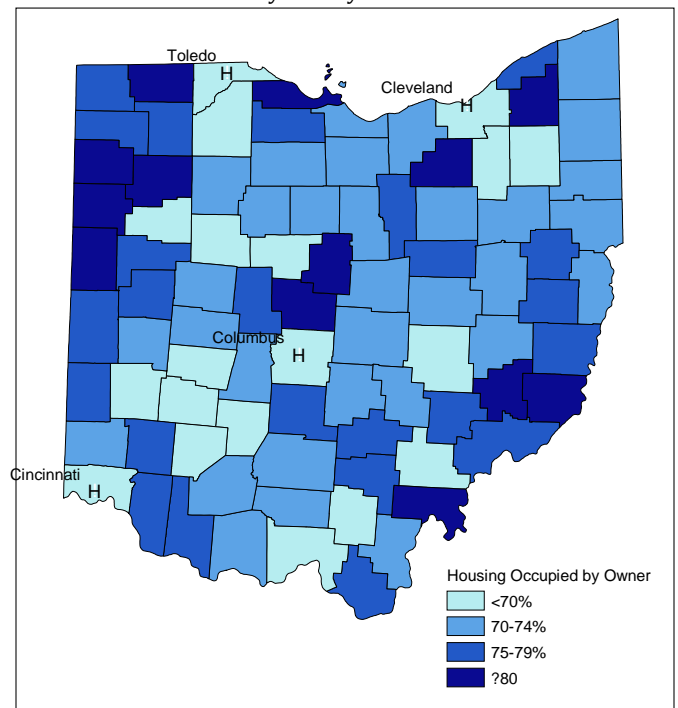 Toledo
H
Cleveland
H
Columbus
H
Cincinnati
H
Housing Occupied by Owner
<70%
70-74%
75-79%
?80